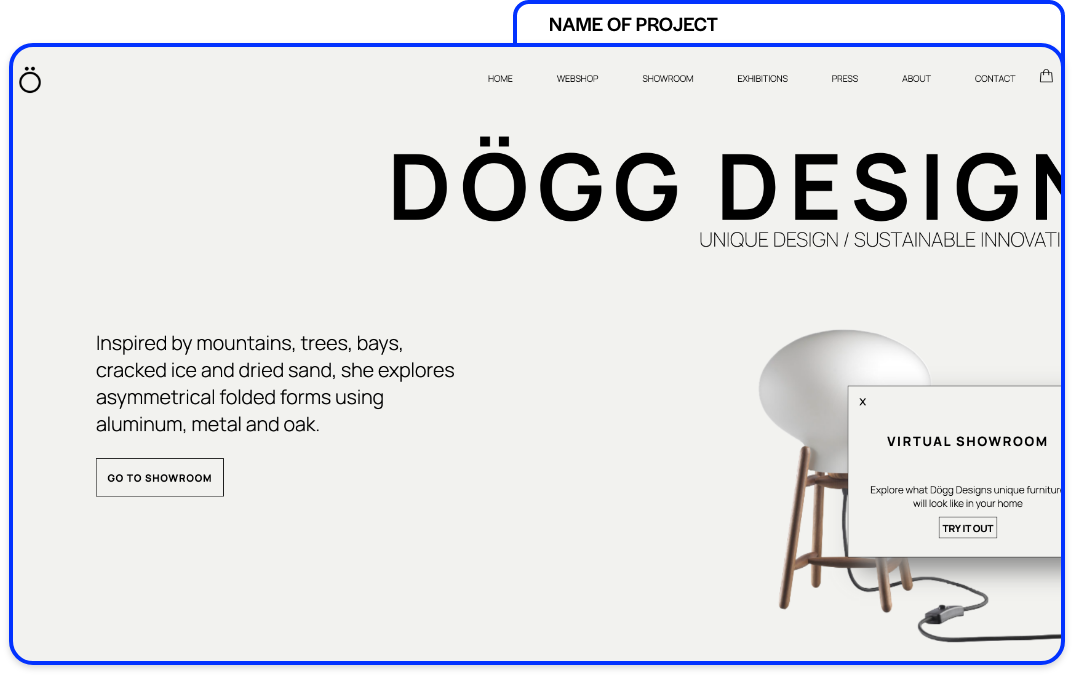 NAME OF PROJECT
Ö
HOME WEBSHOP SHOWROOM EXHIBITIONS PRESS ABOUT CONTACT
DÖGG DESIGN
UNIQUE DESIGN / SUSTAINABLE INNOVATI
Inspired by mountains, trees, bays,
cracked ice and dried sand, she explores
asymmetrical folded forms using
aluminum, metal and oak.
GO TO SHOWROOM
X
VIRTUAL SHOWROOM
Explore what Dögg Designs unique furniture
will look like in your home
TRY IT OUT